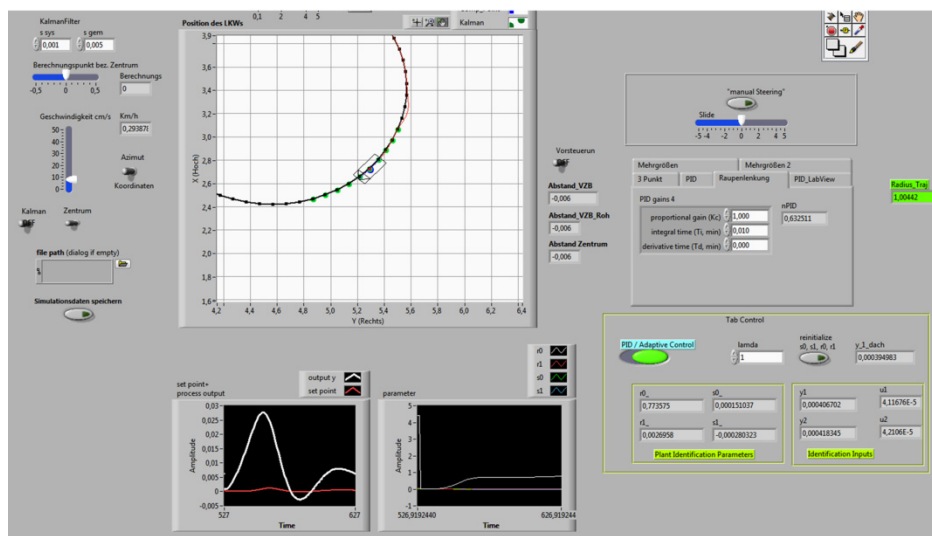 KalmanFilter
s sys
s gem
0,001
0,005
Berechnungspunkt bez. Zentrum
-0,5
0
0,5
Berechnungs
0
Geschwindigkeit cm/s
50
40
30
20
10
0
Km/h
Azimut
Koordinaten
Kalman
OFF
Zentrum
file path (dialog if empty)
Simulationsdaten speichern
Position des LKWs
0,1
2
4 5
Kalman
3,9
3,6
3,4
3,2
3,0
2,8
2,6
2,4
2,2
2,0
1,8
1,6
X (Hoch)
4,2 4,4 4,6 4,8 5,0 5,2 5,4 5,6 5,8 6,0 6,2 6,4
Y (Rechts)
Vorsteuerun
OFF
Abstand_VZB
-0,006
Abstand_VZB_Roh
-0,006
Abstand Zentrum
-0,006
"manual Steering"
Slide
-5 -4
-2
0
2
4 5
Mehrgrößen
Mehrgrößen 2
3 Punkt
PID
Raupenlenkung
PID_LabView
PID gains 4
proportional gain (Kc)
1,000
integral time (Ti, min)
0,010
derivative time (Td, min)
0,000
nPID
0,632511
Radius_Traj
1,00442
Tab Control
PID / Adaptive Control
lamda
1
reinitialize
s0, s1, r0, r1
y_1_dach
0,000394983
r0_
0,773575
s0_
0,000151037
r1_
0,0026958
s1_
-0,000280323
Plant Identification Parameters
y1
0,000406702
u1
4,11676E-5
y2
0,000418345
u2
4,2106E-5
Identification Inputs
set point+
process output
output y
set point
0,03
0,025
0,02
0,015
0,01
0,005
0
-0,005
Amplitude
527
627
Time
r0
r1
s0
s1
parameter
5
4
3
2
1
0
-1
Amplitude
526,9192440
626,919244
Time